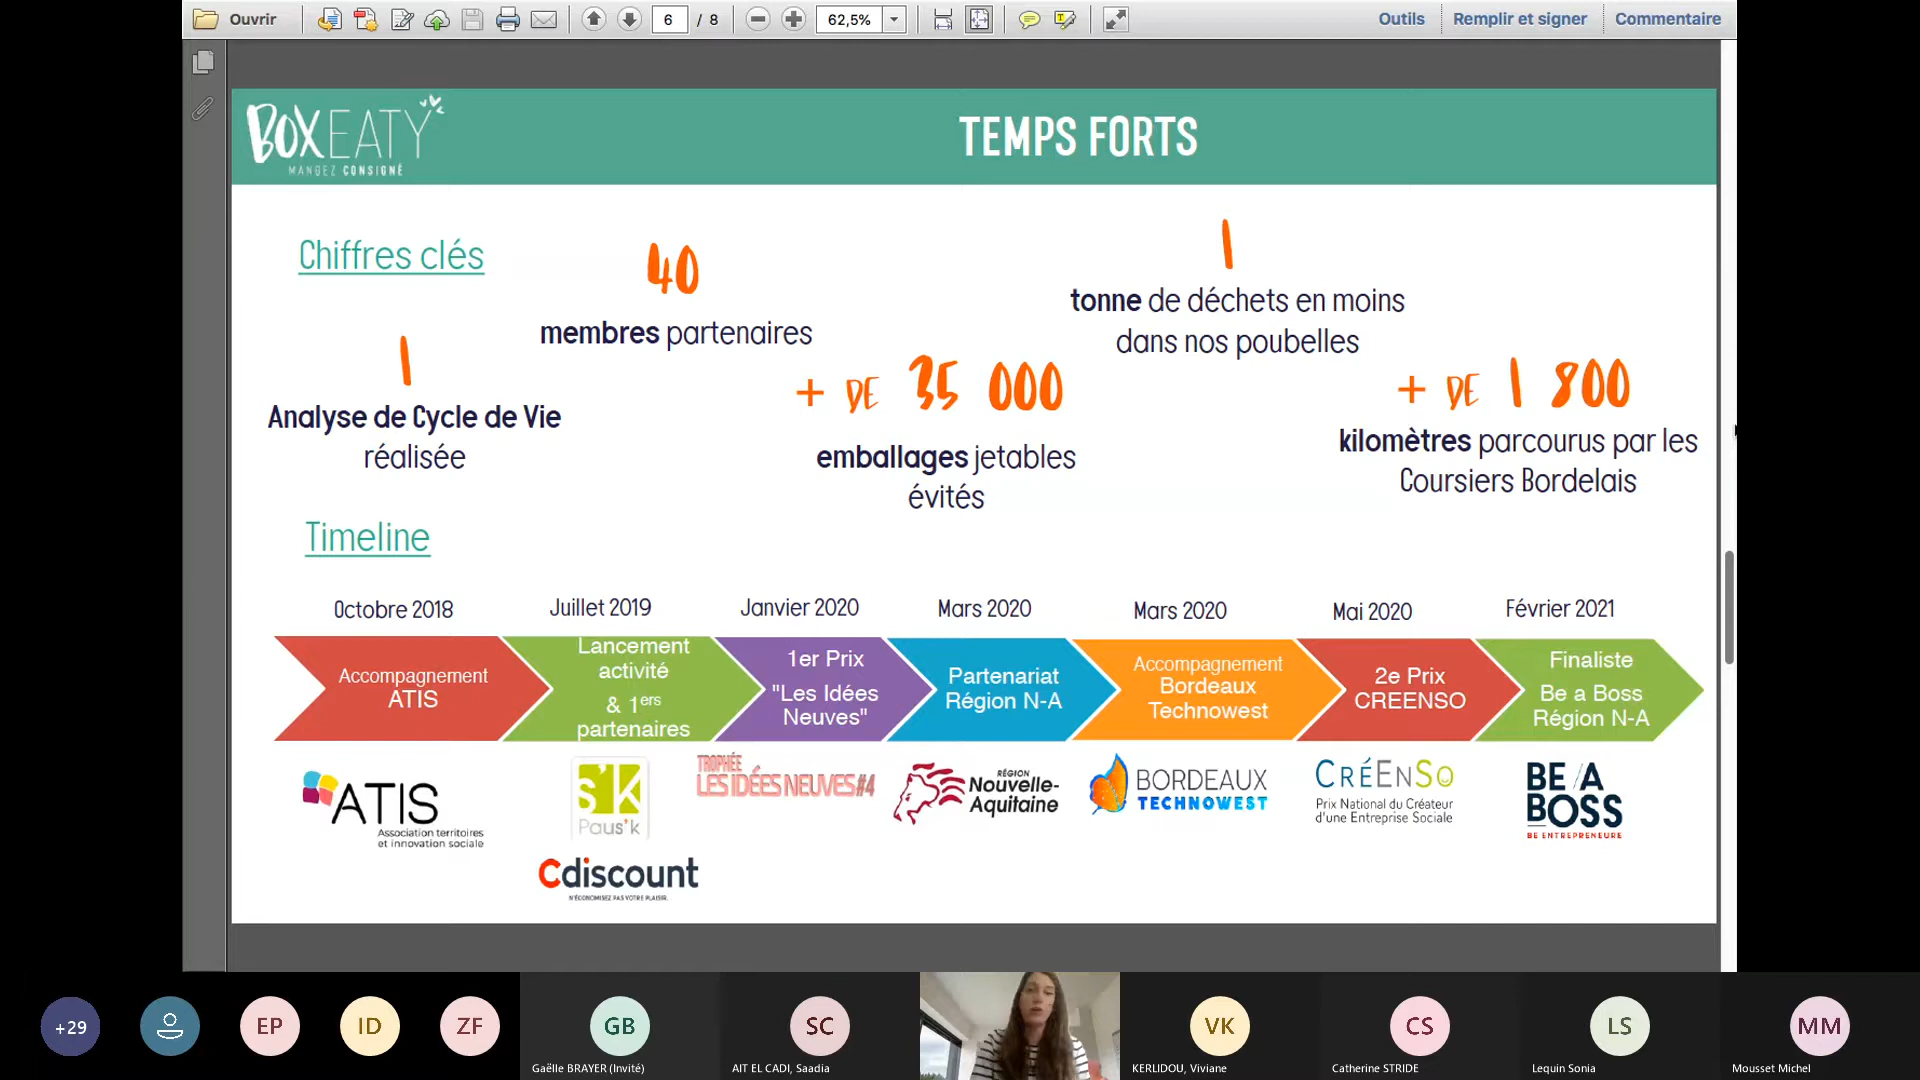 Ouvrir
6 / 8
62,5%
Outils
Remplir et signer
Commentaire
BOX EATY
MANGEZ CONSIGNÉ
TEMPS FORTS
Chiffres clés
1
Analyse de Cycle de Vie
réalisée
40
membres partenaires
+ DE 35 000
emballages jetables
évités
1
tonne de déchets en moins
dans nos poubelles
+ DE 1 800
kilomètres parcourus par les
Coursiers Bordelais
Timeline
Octobre 2018
Juillet 2019
Janvier 2020
Mars 2020
Mars 2020
Mai 2020
Février 2021
Accompagnement
ATIS
Lancement
activité
& 1ers
partenaires
1er Prix
"Les Idées
Neuves"
Partenariat
Région N-A
Accompagnement
Bordeaux
Technowest
2e Prix
CREENSO
Finaliste
Be a Boss
Région N-A
ATIS
Association territoires
et innovation sociale
s'k
Paus'k
Cdiscount
N'ÉCONOMISEZ PAS VOTRE PLAISIR.
TROPHÉE
LES IDÉES NEUVES#4
RÉGION
Nouvelle-
Aquitaine
BORDEAUX
TECHNOWEST
CRÉENSO
Prix National du Créateur
d'une Entreprise Sociale
BE A
BOSS
BE ENTREPRENEURE
+29
EP
ID
ZF
GB
Gaëlle BRAYER (Invité)
SC
AIT EL CADI, Saadia
VK
KERLIDOU, Viviane
CS
Catherine STRIDE
LS
Lequin Sonia
MM
Mousset Michel